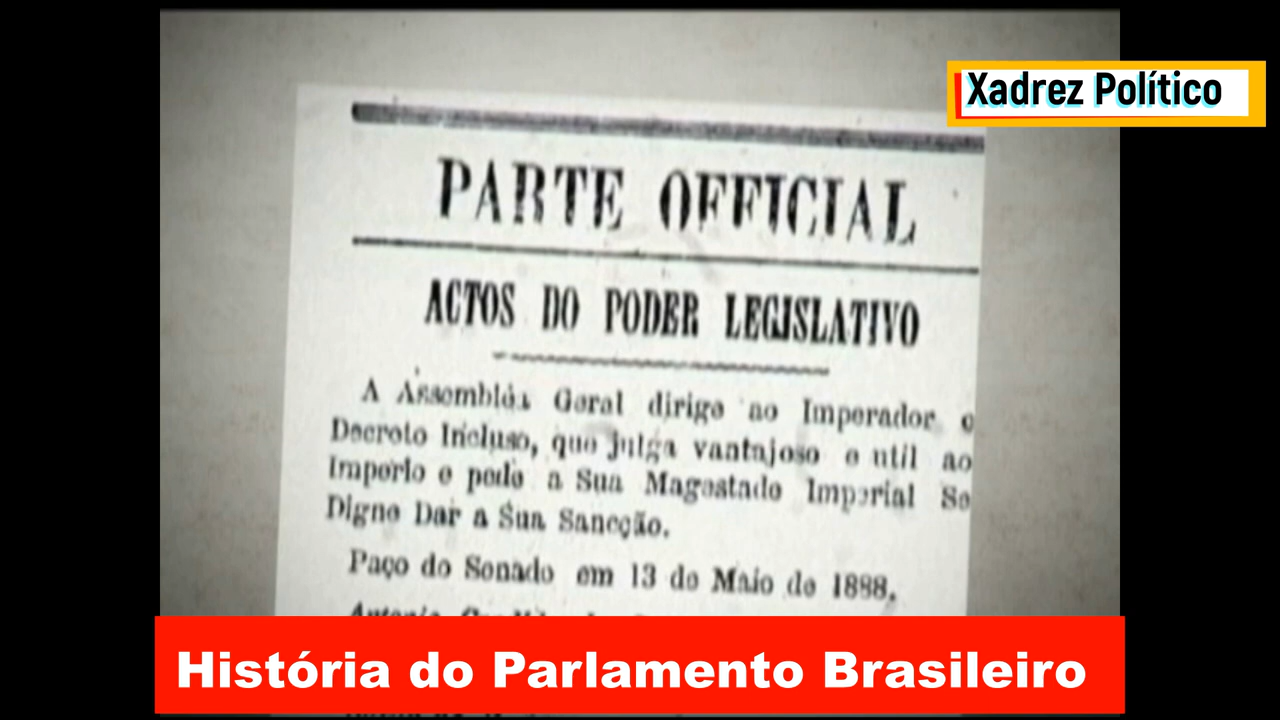 Xadrez Político
PARTE OFFICIAL
ACTOS DO PODER LEGISLATIVO
A Assembléa Geral dirige ao Imperador o
Decreto Incluso, que julga vantajoso e util ao
Imperio e pede a Sua Magestade Imperial Se
Digne Dar a Sua Sancção.
Paço do Senado em 13 de Maio de 1888.
Antonio
História do Parlamento Brasileiro